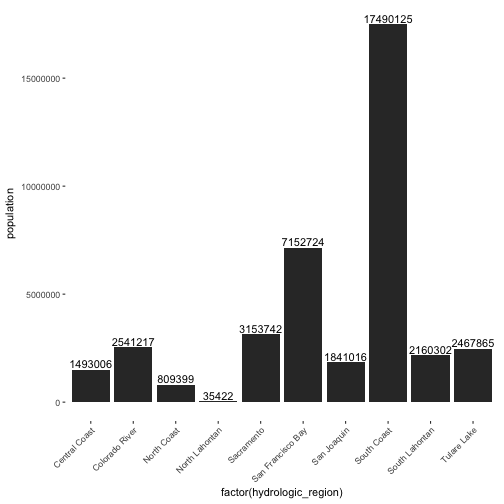 17490125
15000000
10000000
7152724
5000000
3153742
2541217
2467865
2160302
1841016
1493006
809399
35422
0
population
Central Coast
Colorado River
North Coast
North Lahontan
Sacramento
San Francisco Bay
San Joaquin
South Coast
South Lahontan
Tulare Lake
factor(hydrologic_region)